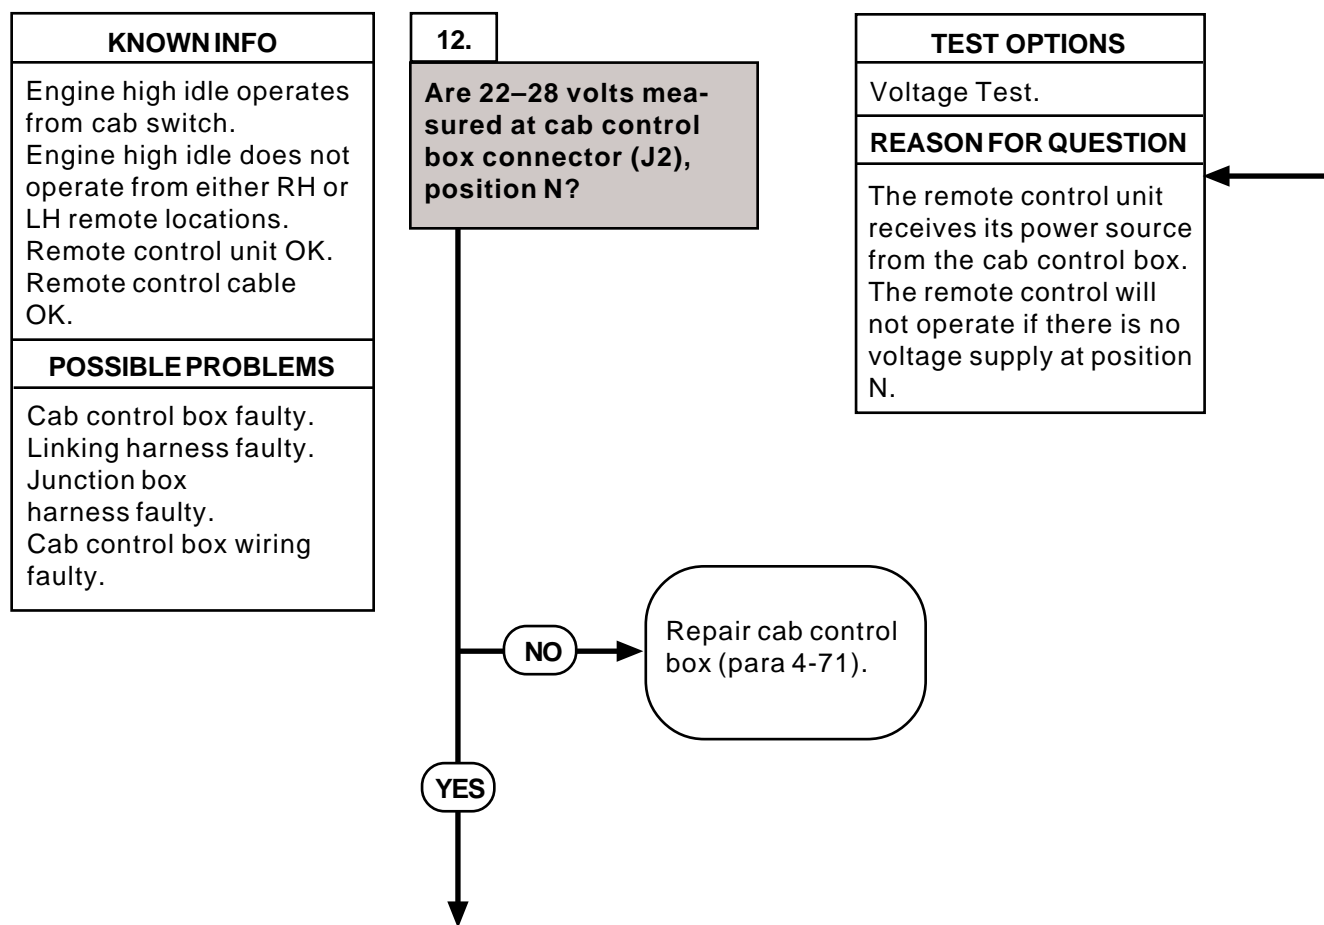 KNOWN INFO
Engine high idle operates
from cab switch.
Engine high idle does not
operate from either RH or
LH remote locations.
Remote control unit OK.
Remote control cable
OK.
POSSIBLE PROBLEMS
Cab control box faulty.
Linking harness faulty.
Junction box
harness faulty.
Cab control box wiring
faulty.
12.
Are 22–28 volts mea-
sured at cab control
box connector (J2),
position N?
TEST OPTIONS
Voltage Test.
REASON FOR QUESTION
The remote control unit
receives its power source
from the cab control box.
The remote control will
not operate if there is no
voltage supply at position
N.
NO
Repair cab control
box (para 4-71).
YES